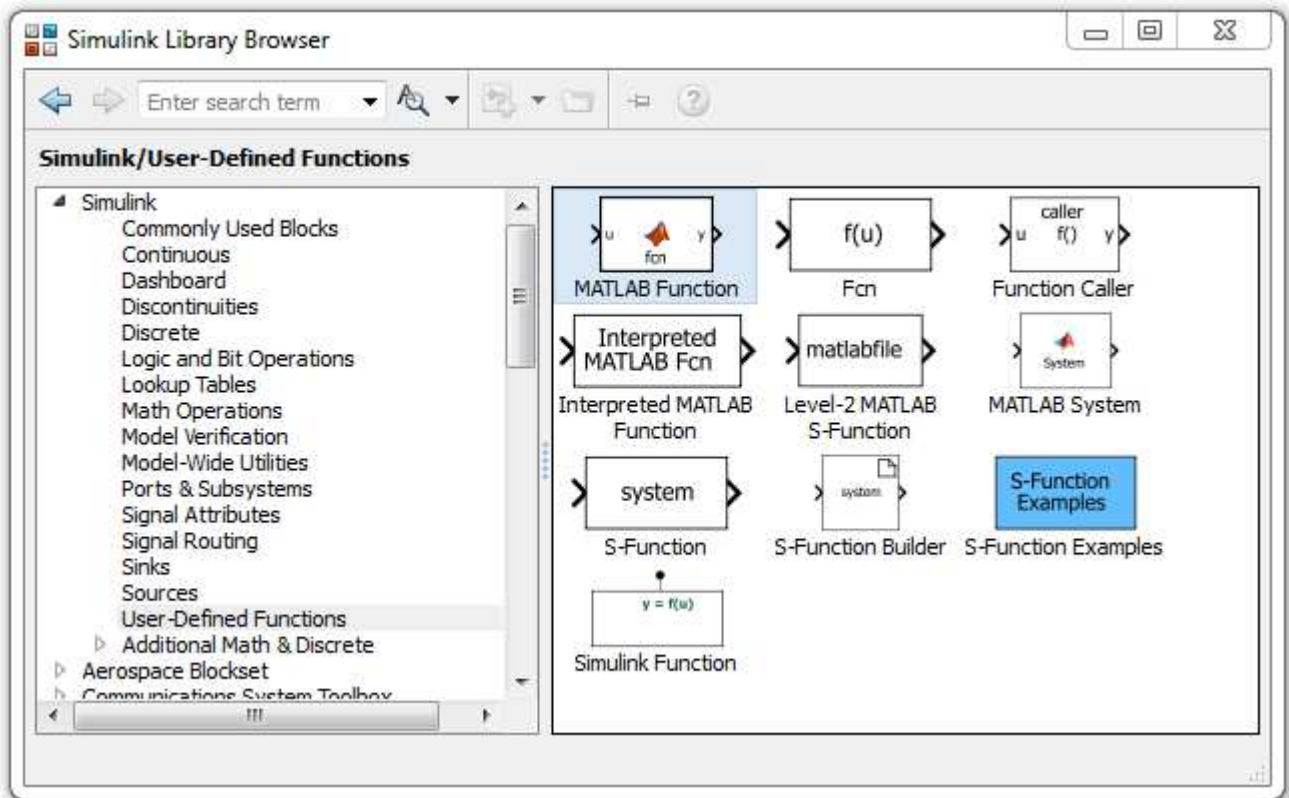 Simulink Library Browser
Enter search term
Simulink/User-Defined Functions
Simulink
Commonly Used Blocks
Continuous
Dashboard
Discontinuities
Discrete
Logic and Bit Operations
Lookup Tables
Math Operations
Model Verification
Model-Wide Utilities
Ports & Subsystems
Signal Attributes
Signal Routing
Sinks
Sources
User-Defined Functions
Additional Math & Discrete
Aerospace Blockset
Communications System Toolbox
u fcn y
MATLAB Function
f(u)
Fcn
caller
u f() y
Function Caller
Interpreted
MATLAB Fcn
Interpreted MATLAB
Function
matlabfile
Level-2 MATLAB
S-Function
System
MATLAB System
system
S-Function
system
S-Function Builder
S-Function
Examples
S-Function Examples
y = f(u)
Simulink Function